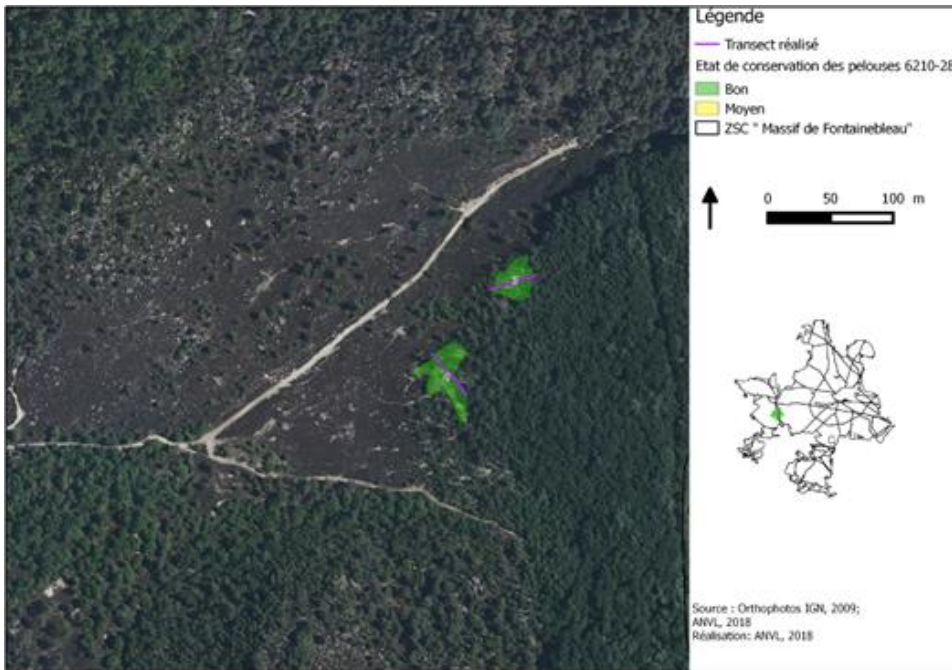 Légende
Transect réalisé
Etat de conservation des pelouses 6210-28
Bon
Moyen
ZSC " Massif de Fontainebleau"
0 50 100 m
Source : Orthophotos IGN, 2009;
ANVL, 2018
Réalisation: ANVL, 2018